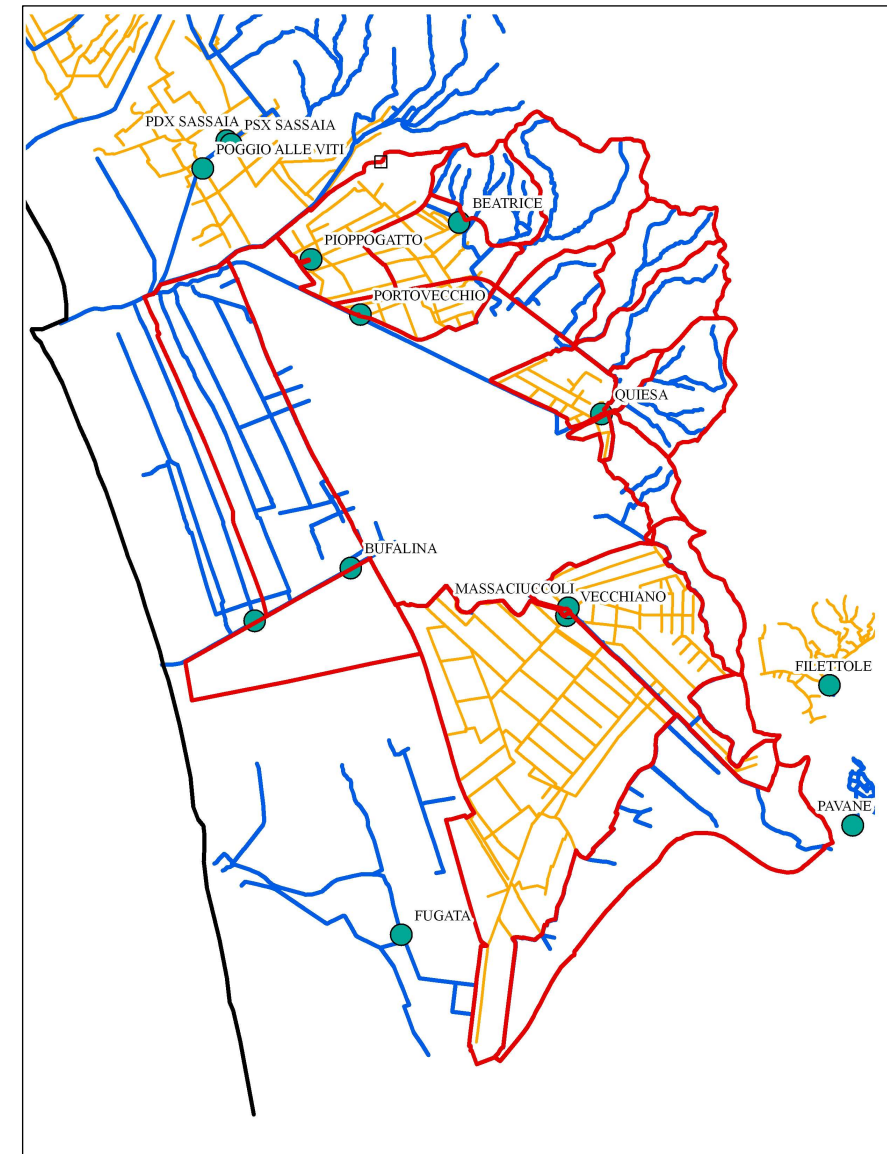 PDX SASSAIA
PSX SASSAIA
POGGIO ALLE VITI
BEATRICE
PIOPPOGATTO
PORTOVECCHIO
QUIESA
BUFALINA
MASSACIUCCOLI
VECCHIANO
FILETTOLE
PAVANE
FUGATA